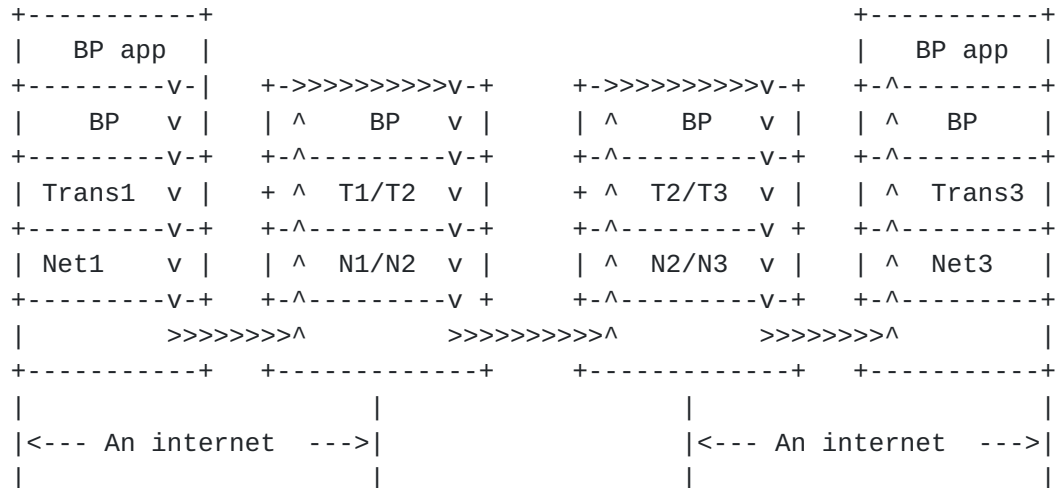 +-----------+                                         +-----------+
|   BP app  |                                         |   BP app  |
+---------v-|   +->>>>>>>>>>v-+     +->>>>>>>>>>v-+   +-^---------+
|    BP   v |   | ^    BP   v |     | ^    BP   v |   | ^   BP    |
+---------v-+   +-^---------v-+     +-^---------v-+   +-^---------+
| Trans1  v |   + ^  T1/T2  v |     + ^  T2/T3  v |   | ^  Trans3 |
+---------v-+   +-^---------v-+     +-^---------v +   +-^---------+
| Net1    v |   | ^  N1/N2  v |     | ^  N2/N3  v |   | ^  Net3   |
+---------v-+   +-^---------v +     +-^---------v-+   +-^---------+
|         >>>>>>>>^         >>>>>>>>>>^         >>>>>>>>^         |
+-----------+   +-------------+     +-------------+   +-----------+
|                      |                   |                      |
|<--- An internet  --->|                   |<--- An internet  --->|
|                      |                   |                      |